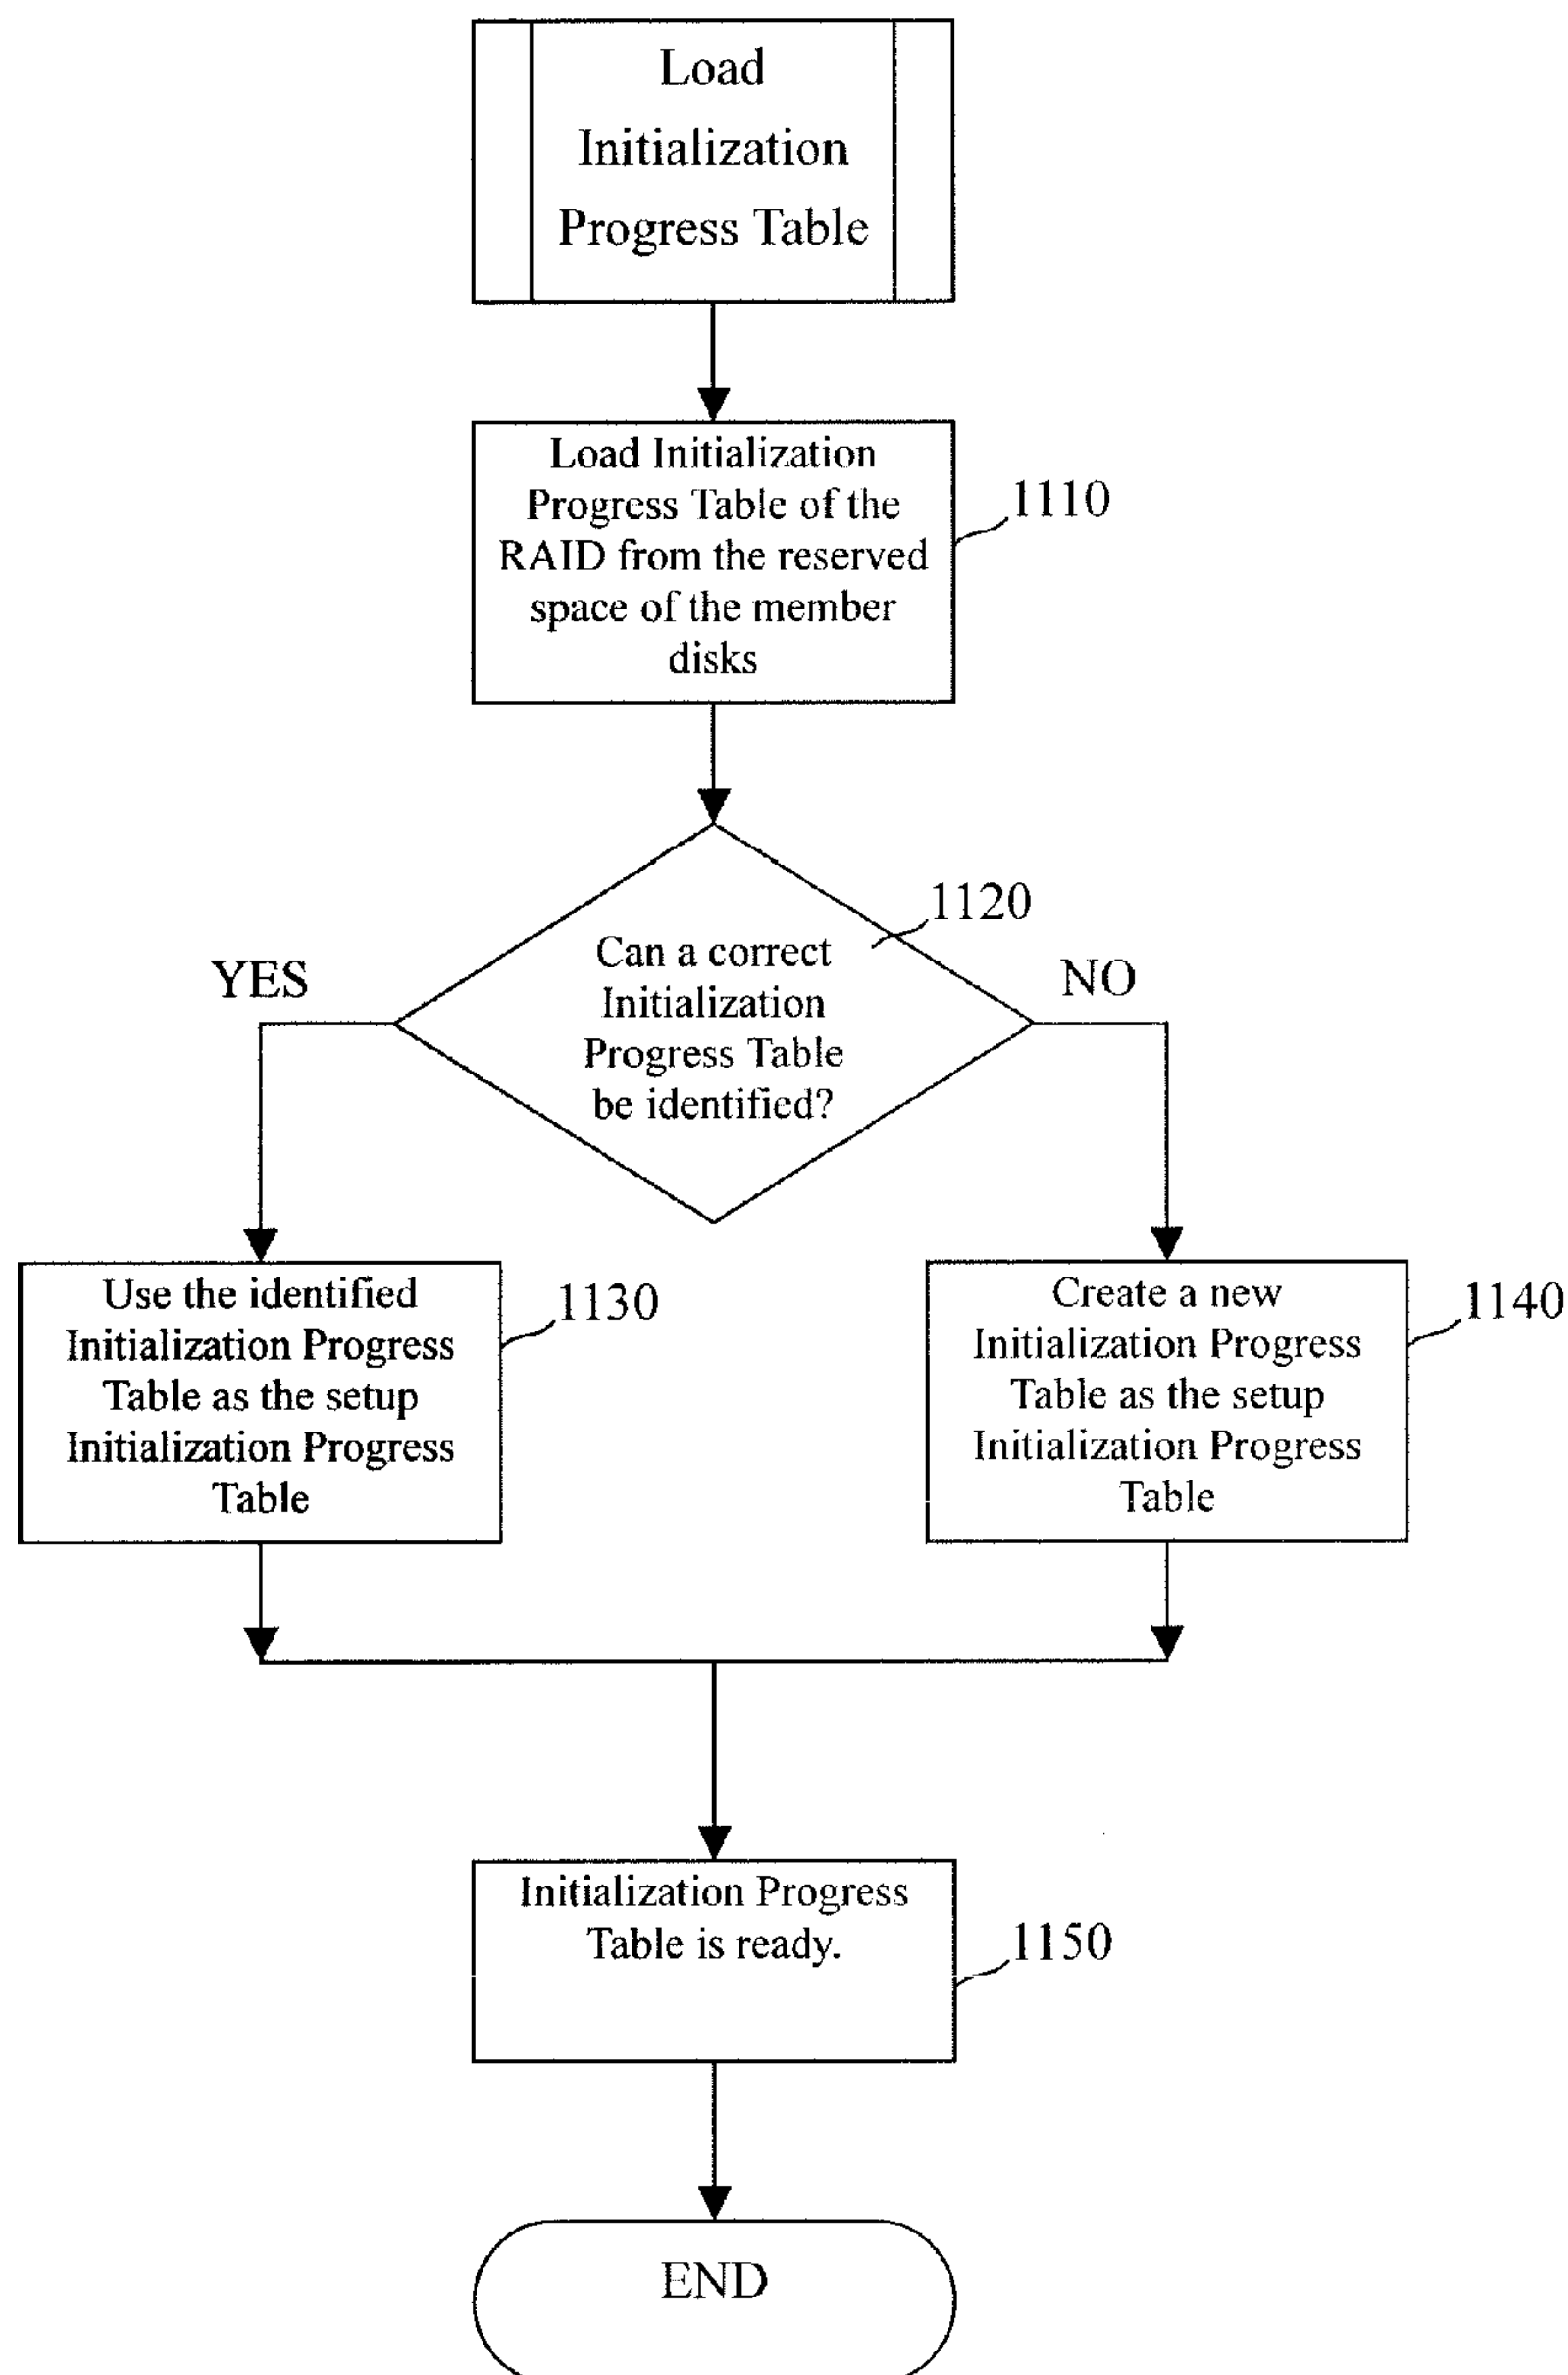 Load
Initialization
Progress Table
Load Initialization
Progress Table of the
RAID from the reserved
space of the member
disks
1110
1120
Can a correct
Initialization
Progress Table
be identified?
YES
NO
Use the identified
Initialization Progress
Table as the setup
Initialization Progress
Table
1130
Create a new
Initialization Progress
Table as the setup
Initialization Progress
Table
1140
Initialization Progress
Table is ready.
1150
END